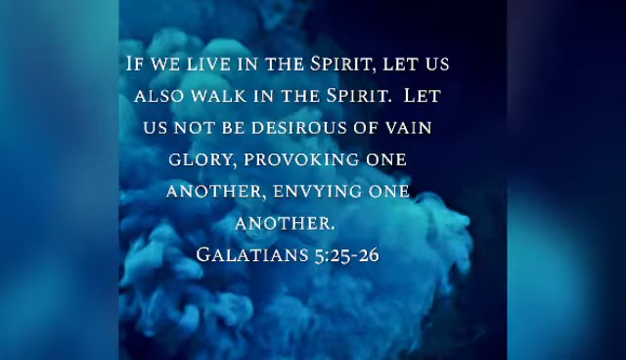 If we live in the Spirit, let us
also walk in the Spirit. Let
us not be desirous of vain
glory, provoking one
another, envying one
another.
Galatians 5:25-26